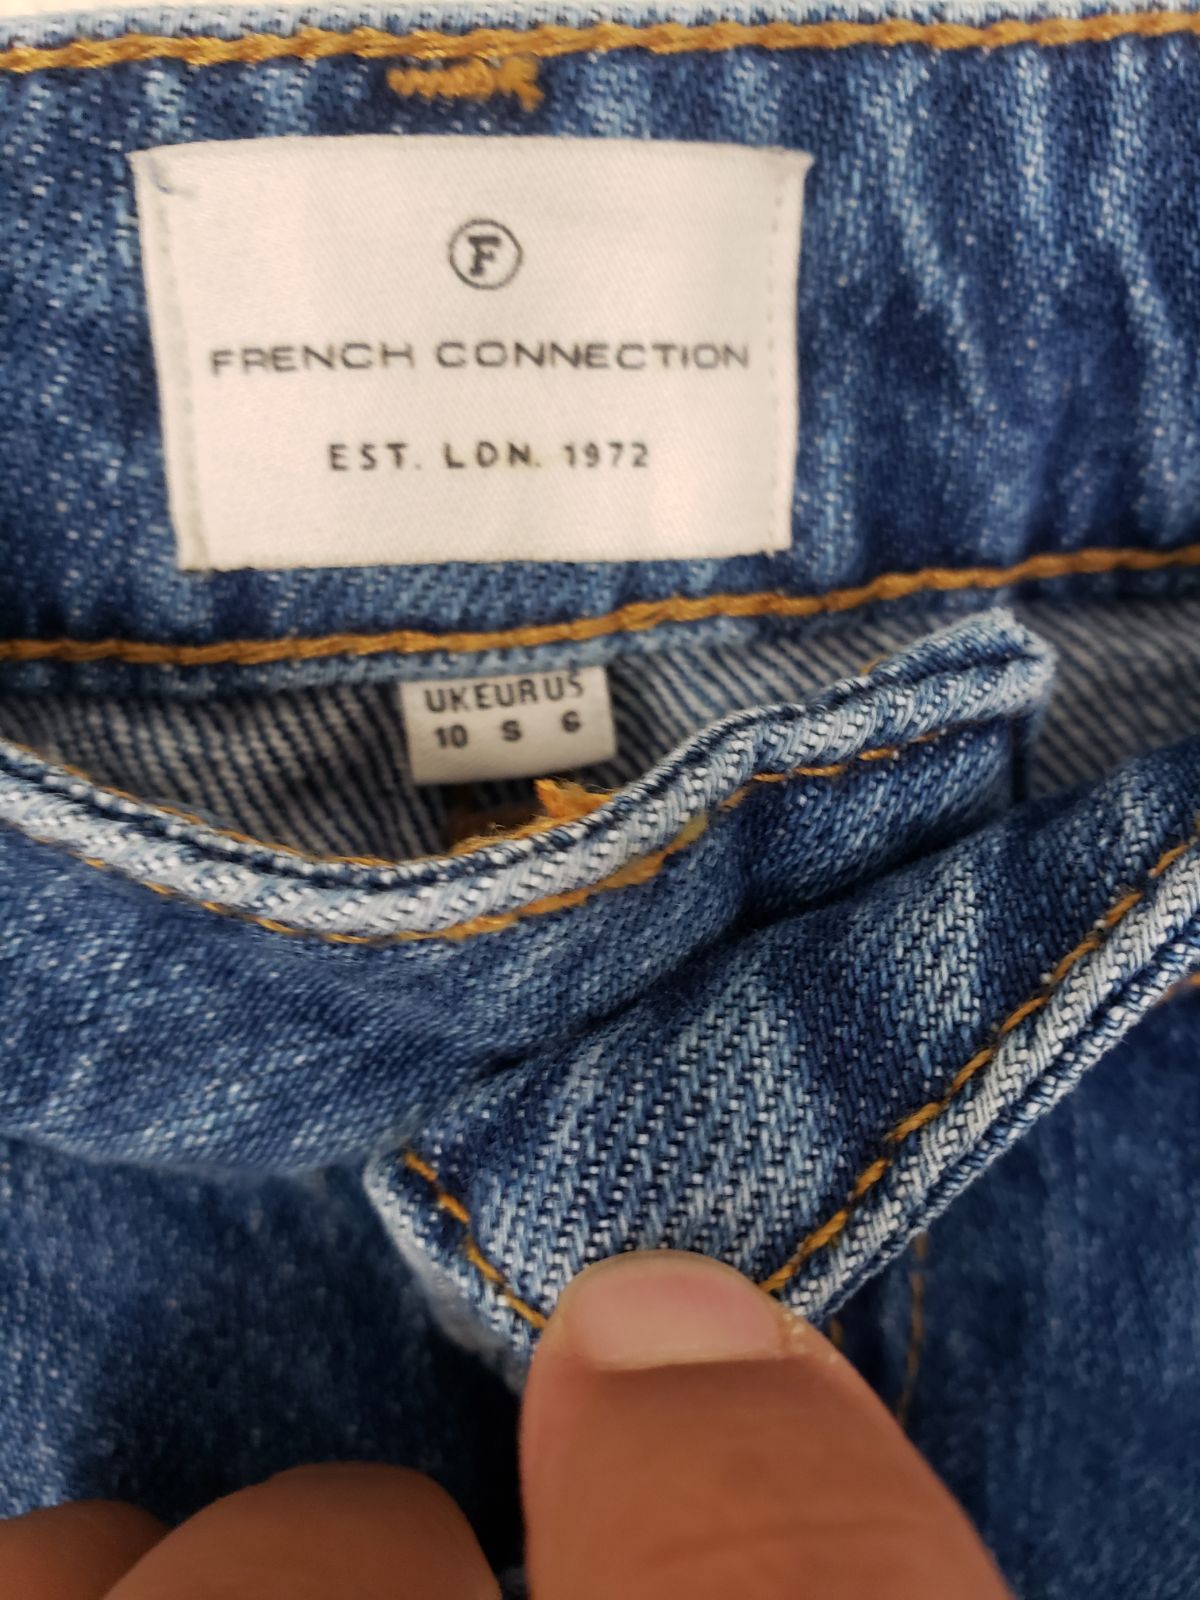 F
FRENCH CONNECTION
EST. LDN. 1972
UK EUR US
10 S 6